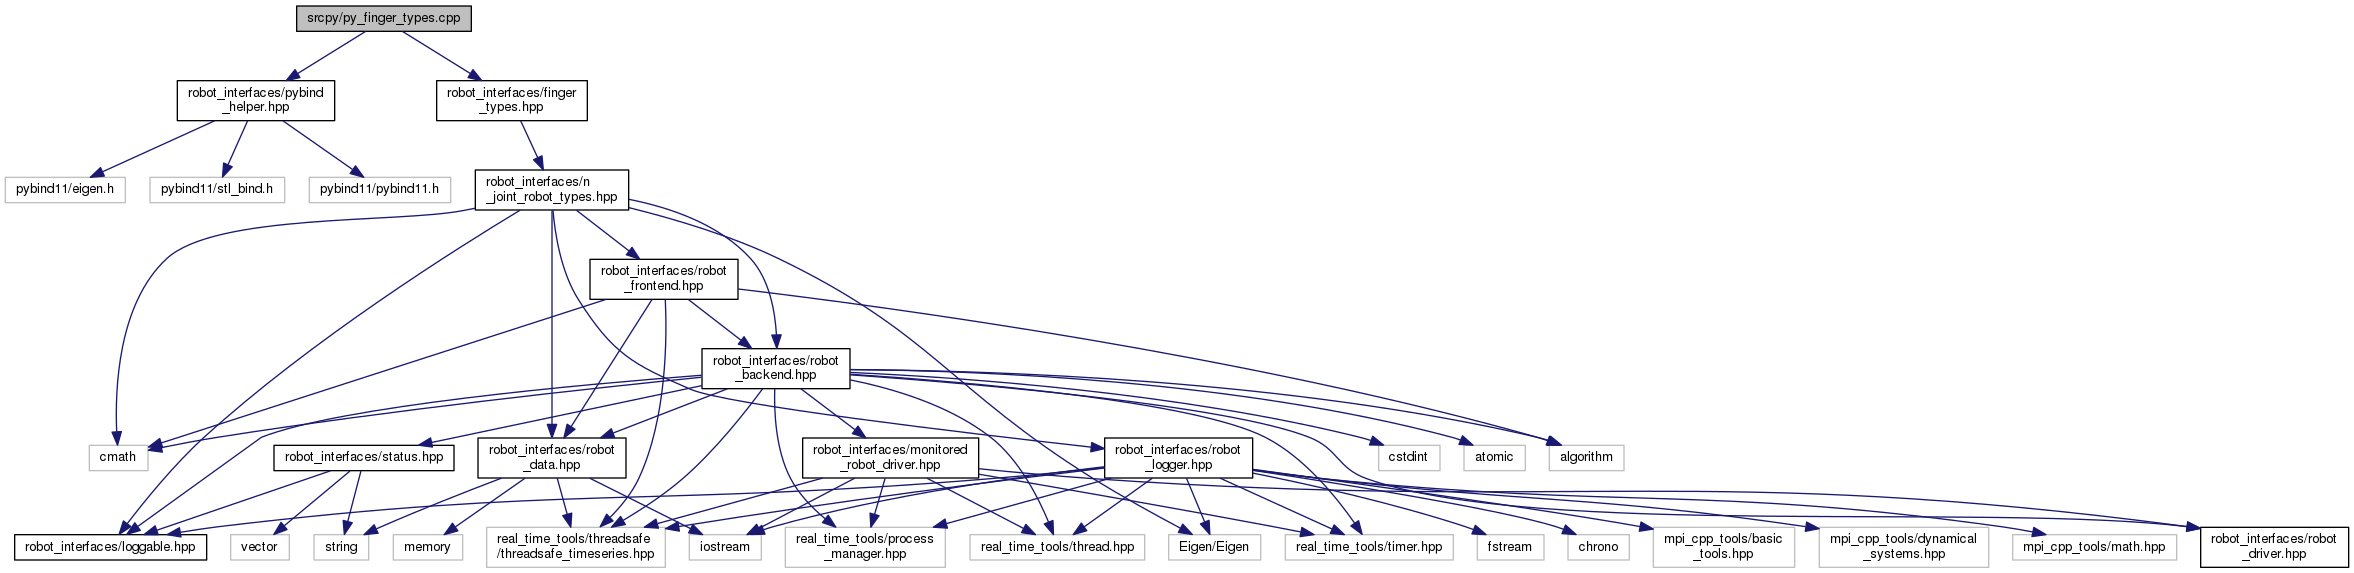 srcpy/py_finger_types.cpp
robot_interfaces/pybind
_helper.hpp
robot_interfaces/finger
_types.hpp
pybind11/eigen.h
pybind11/stl_bind.h
pybind11/pybind11.h
robot_interfaces/n
_joint_robot_types.hpp
robot_interfaces/robot
_frontend.hpp
robot_interfaces/robot
_backend.hpp
cmath
robot_interfaces/status.hpp
robot_interfaces/robot
_data.hpp
robot_interfaces/monitored
_robot_driver.hpp
robot_interfaces/robot
_logger.hpp
cstdint
atomic
algorithm
robot_interfaces/loggable.hpp
vector
string
memory
real_time_tools/threadsafe
/threadsafe_timeseries.hpp
iostream
real_time_tools/process
_manager.hpp
real_time_tools/thread.hpp
Eigen/Eigen
real_time_tools/timer.hpp
fstream
chrono
mpi_cpp_tools/basic
_tools.hpp
mpi_cpp_tools/dynamical
_systems.hpp
mpi_cpp_tools/math.hpp
robot_interfaces/robot
_driver.hpp